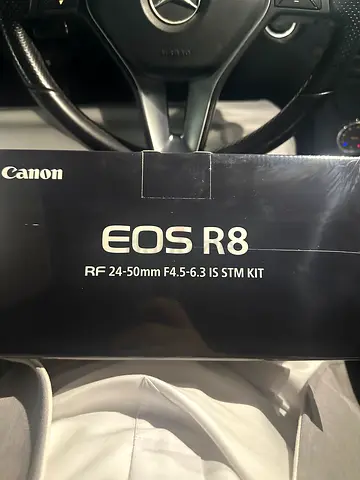 Canon
EOS R8
RF 24-50mm F4.5-6.3 IS STM KIT